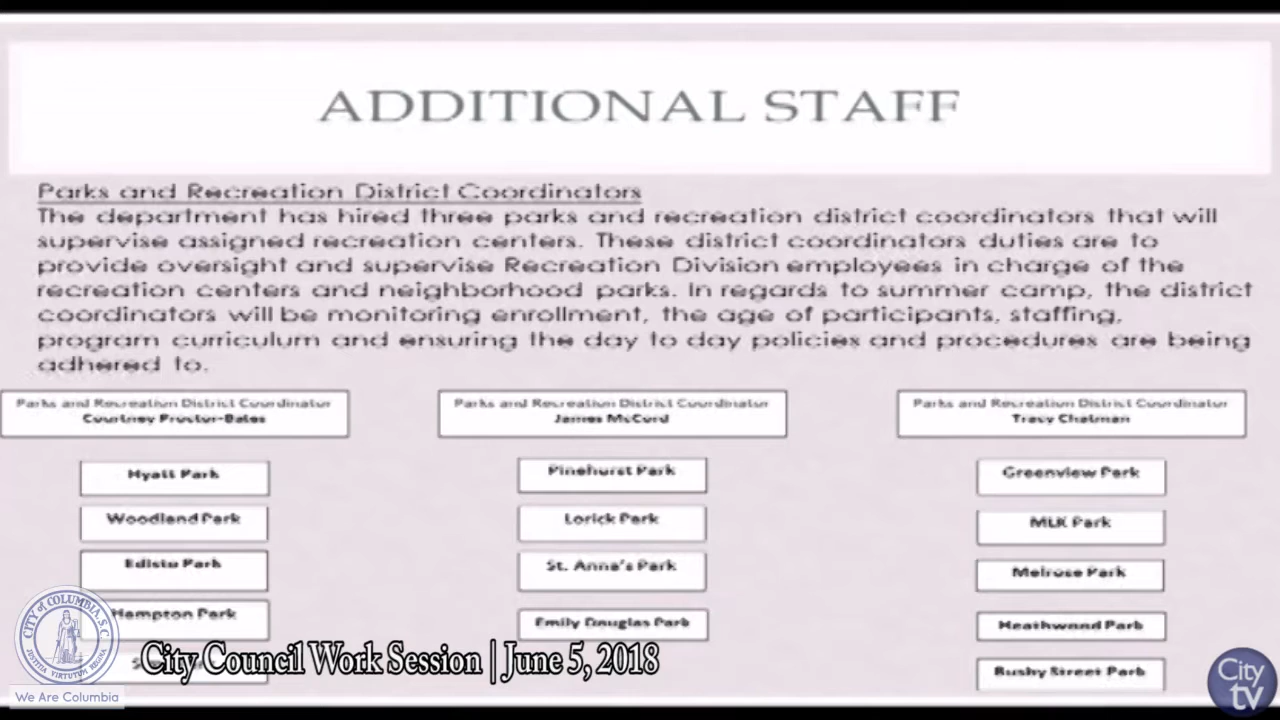 ADDITIONAL STAFF
Parks and Recreation District Coordinators
The department has hired three parks and recreation district coordinators that will
supervise assigned recreation centers. These district coordinators duties are to
provide oversight and supervise Recreation Division employees in charge of the
recreation centers and neighborhood parks. In regards to summer camp, the district
coordinators will be monitoring enrollment, the age of participants, staffing,
program curriculum and ensuring the day to day policies and procedures are being
adhered to.
Parks and Recreation District Coordinator
Courtney Proctor-Bates
Hyatt Park
Woodland Park
Edisto Park
Hampton Park
Parks and Recreation District Coordinator
James McCord
Pinehurst Park
Lorick Park
St. Anna's Park
Emily Douglas Park
Parks and Recreation District Coordinator
Tracy Chatman
Greenview Park
MLK Park
Melrose Park
Heathwood Park
Busby Street Park
CITY of COLUMBIA, S.C.
JUSTITIA VIRTUTUM REGINA
We Are Columbia
City Council Work Session | June 5, 2018
City
tv